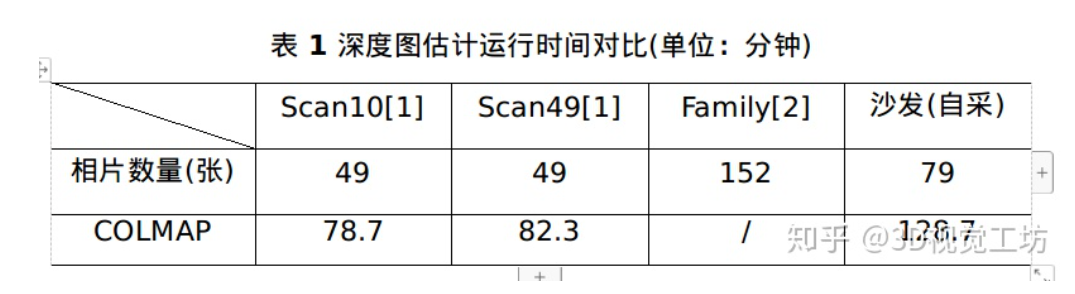 表 1 深度图估计运行时间对比(单位：分钟)
Scan10[1] Scan49[1] Family[2] 沙发(自采)
相片数量(张) 49 49 152 79
COLMAP 78.7 82.3 / 128.7
知乎 @3D视觉工坊